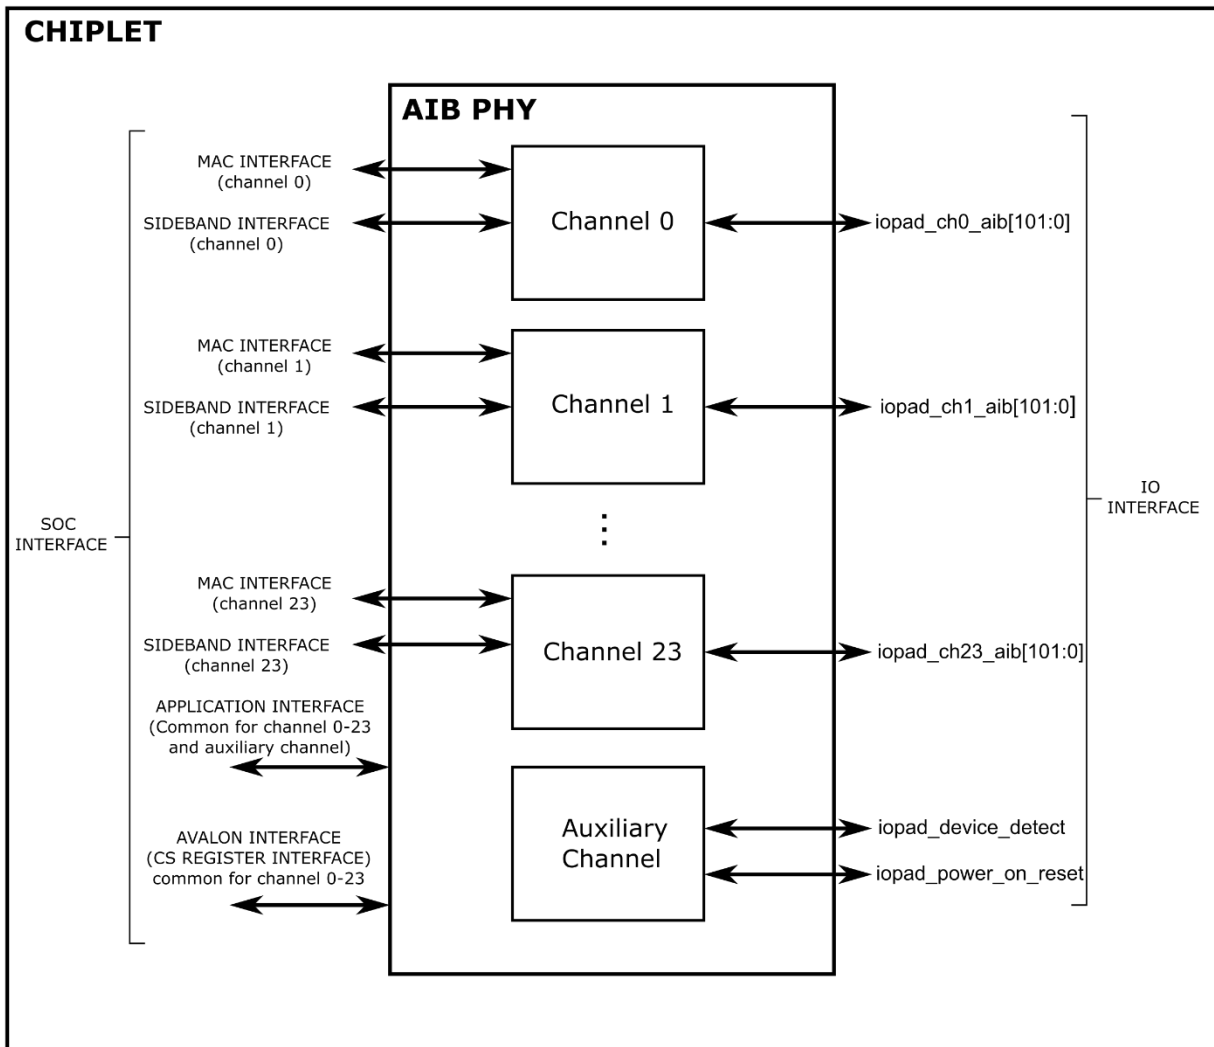 CHIPLET
AIB PHY
MAC INTERFACE
(channel 0)
SIDEBAND INTERFACE
(channel 0)
Channel 0
iopad_ch0_aib[101:0]
MAC INTERFACE
(channel 1)
SIDEBAND INTERFACE
(channel 1)
Channel 1
iopad_ch1_aib[101:0]
SOC
INTERFACE
IO
INTERFACE
MAC INTERFACE
(channel 23)
SIDEBAND INTERFACE
(channel 23)
Channel 23
iopad_ch23_aib[101:0]
APPLICATION INTERFACE
(Common for channel 0-23
and auxiliary channel)
AVALON INTERFACE
(CS REGISTER INTERFACE)
common for channel 0-23
Auxiliary
Channel
iopad_device_detect
iopad_power_on_reset